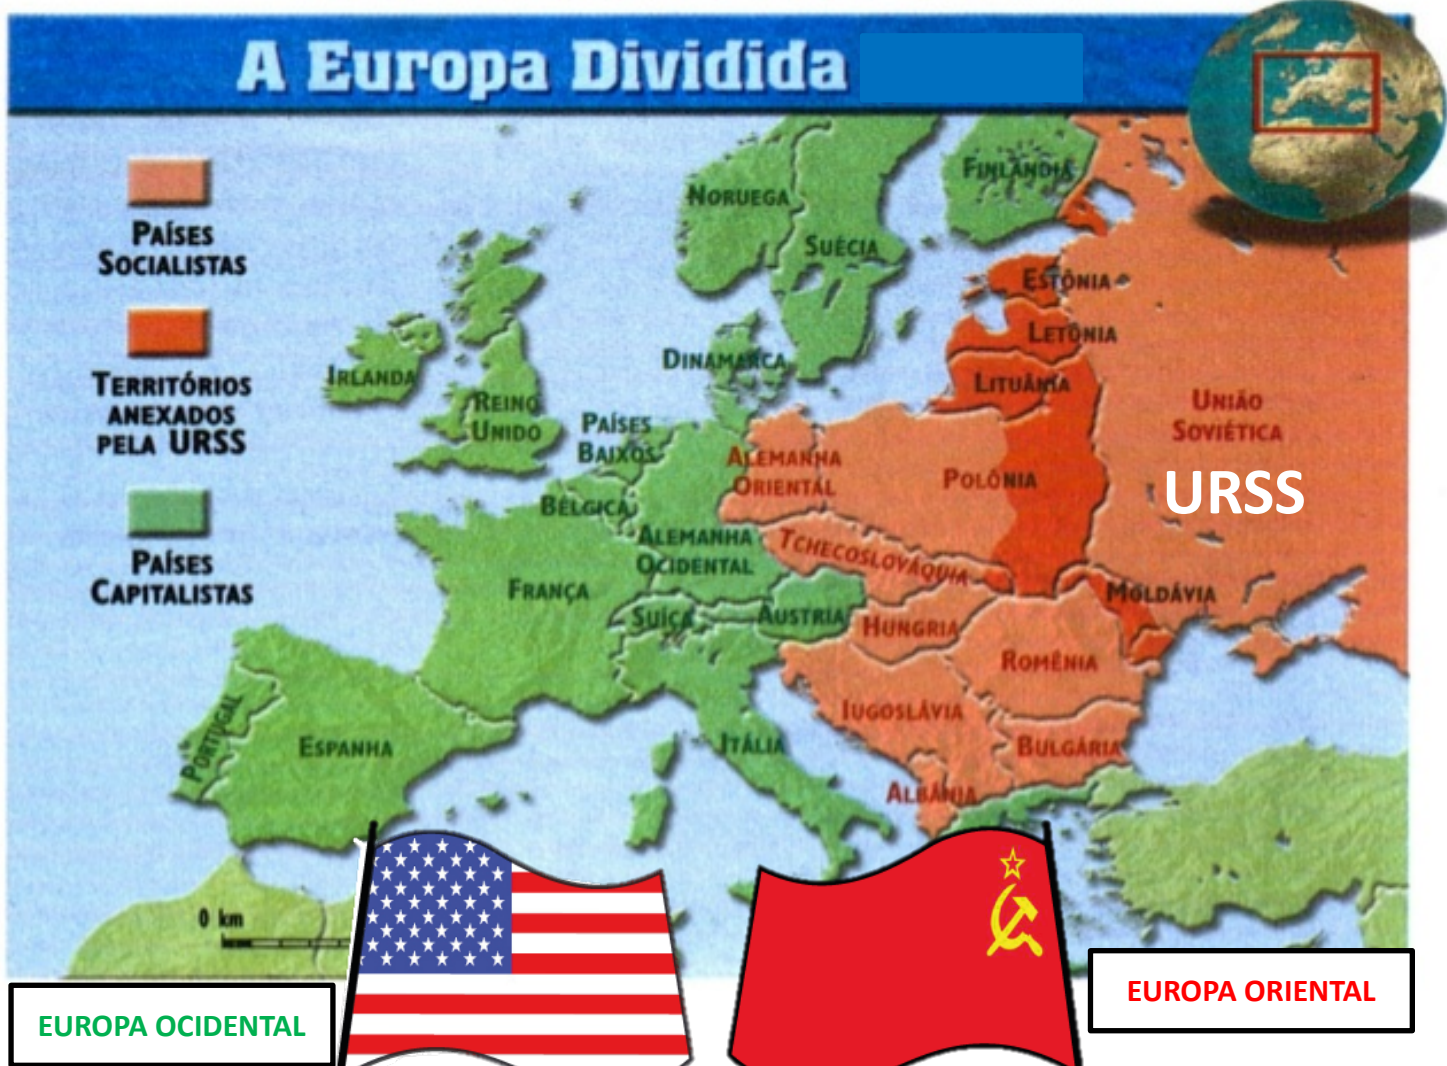 A Europa Dividida
PAÍSES
SOCIALISTAS
TERRITÓRIOS
ANEXADOS
PELA URSS
PAÍSES
CAPITALISTAS
NORUEGA
SUÉCIA
FINLÂNDIA
ESTÔNIA
LETÔNIA
LITUÂNIA
DINAMARCA
IRLANDA
REINO
UNIDO
PAÍSES
BAIXOS
BÉLGICA
ALEMANHA
ORIENTAL
POLÔNIA
UNIÃO
SOVIÉTICA
URSS
ALEMANHA
OCIDENTAL
TCHECOSLOVÁQUIA
FRANÇA
SUÍÇA
ÁUSTRIA
HUNGRIA
MOLDÁVIA
ROMÊNIA
IUGOSLÁVIA
BULGÁRIA
ALBÂNIA
ITÁLIA
PORTUGAL
ESPANHA
0 km
EUROPA OCIDENTAL
EUROPA ORIENTAL